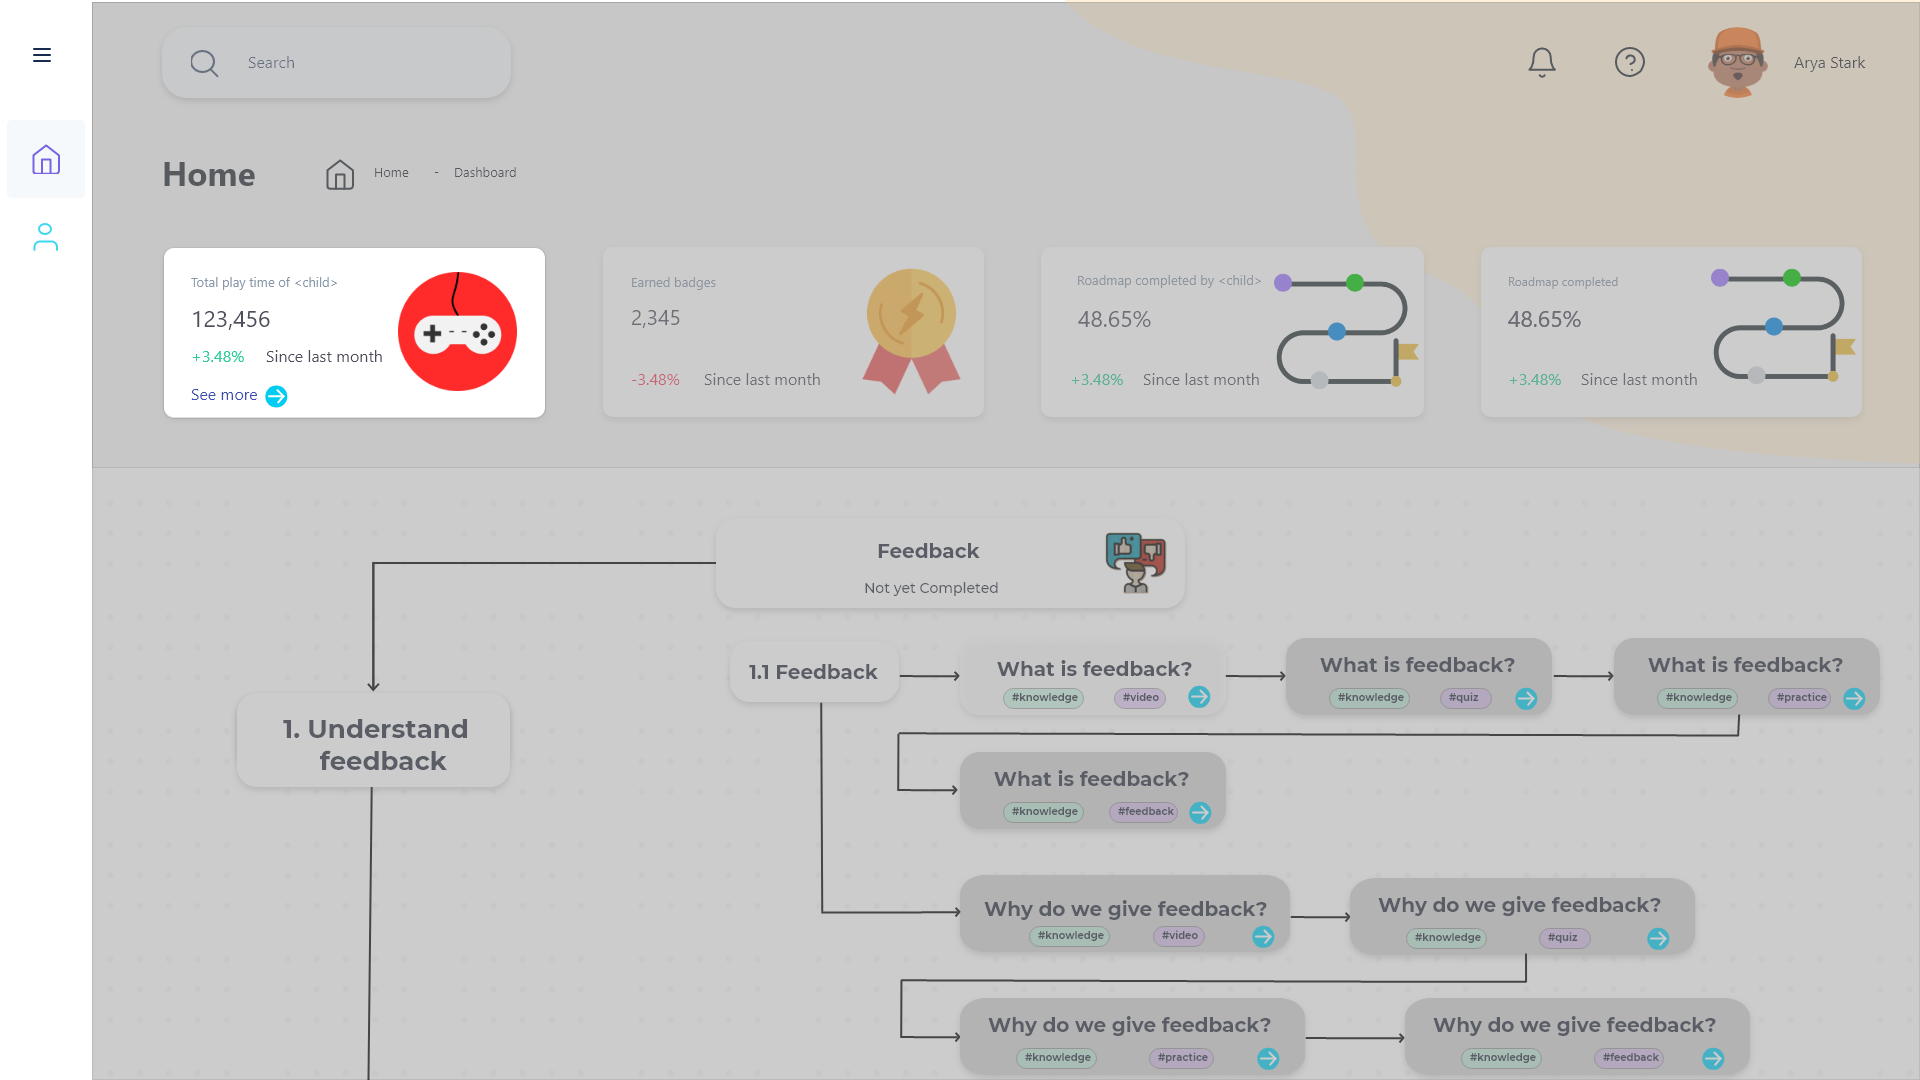 Search
Arya Stark
Home
Home - Dashboard
Total play time of <child>
123,456
+3.48% Since last month
See more
Earned badges
2,345
-3.48% Since last month
Roadmap completed by <child>
48.65%
+3.48% Since last month
Roadmap completed
48.65%
+3.48% Since last month
Feedback
Not yet Completed
1. Understand
feedback
1.1 Feedback
What is feedback?
#knowledge #video
What is feedback?
#knowledge #quiz
What is feedback?
#knowledge #practice
What is feedback?
#knowledge #feedback
Why do we give feedback?
#knowledge #video
Why do we give feedback?
#knowledge #quiz
Why do we give feedback?
#knowledge #practice
Why do we give feedback?
#knowledge #feedback